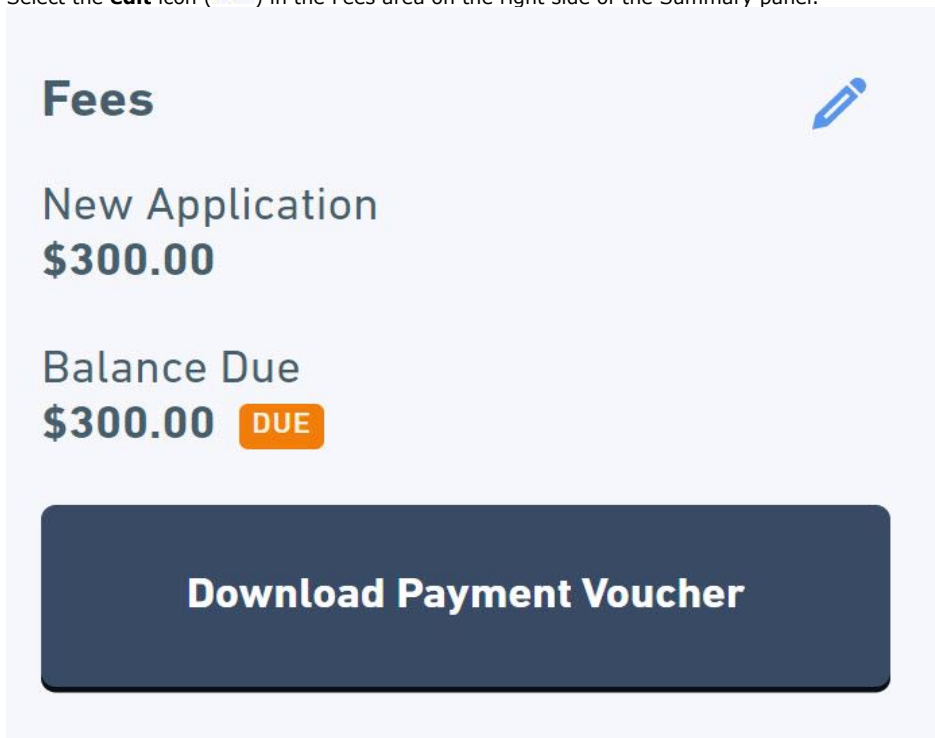 Select the Edit icon ( ) in the Fees area on the right side of the Summary panel.
Fees
New Application
$300.00
Balance Due
$300.00 DUE
Download Payment Voucher